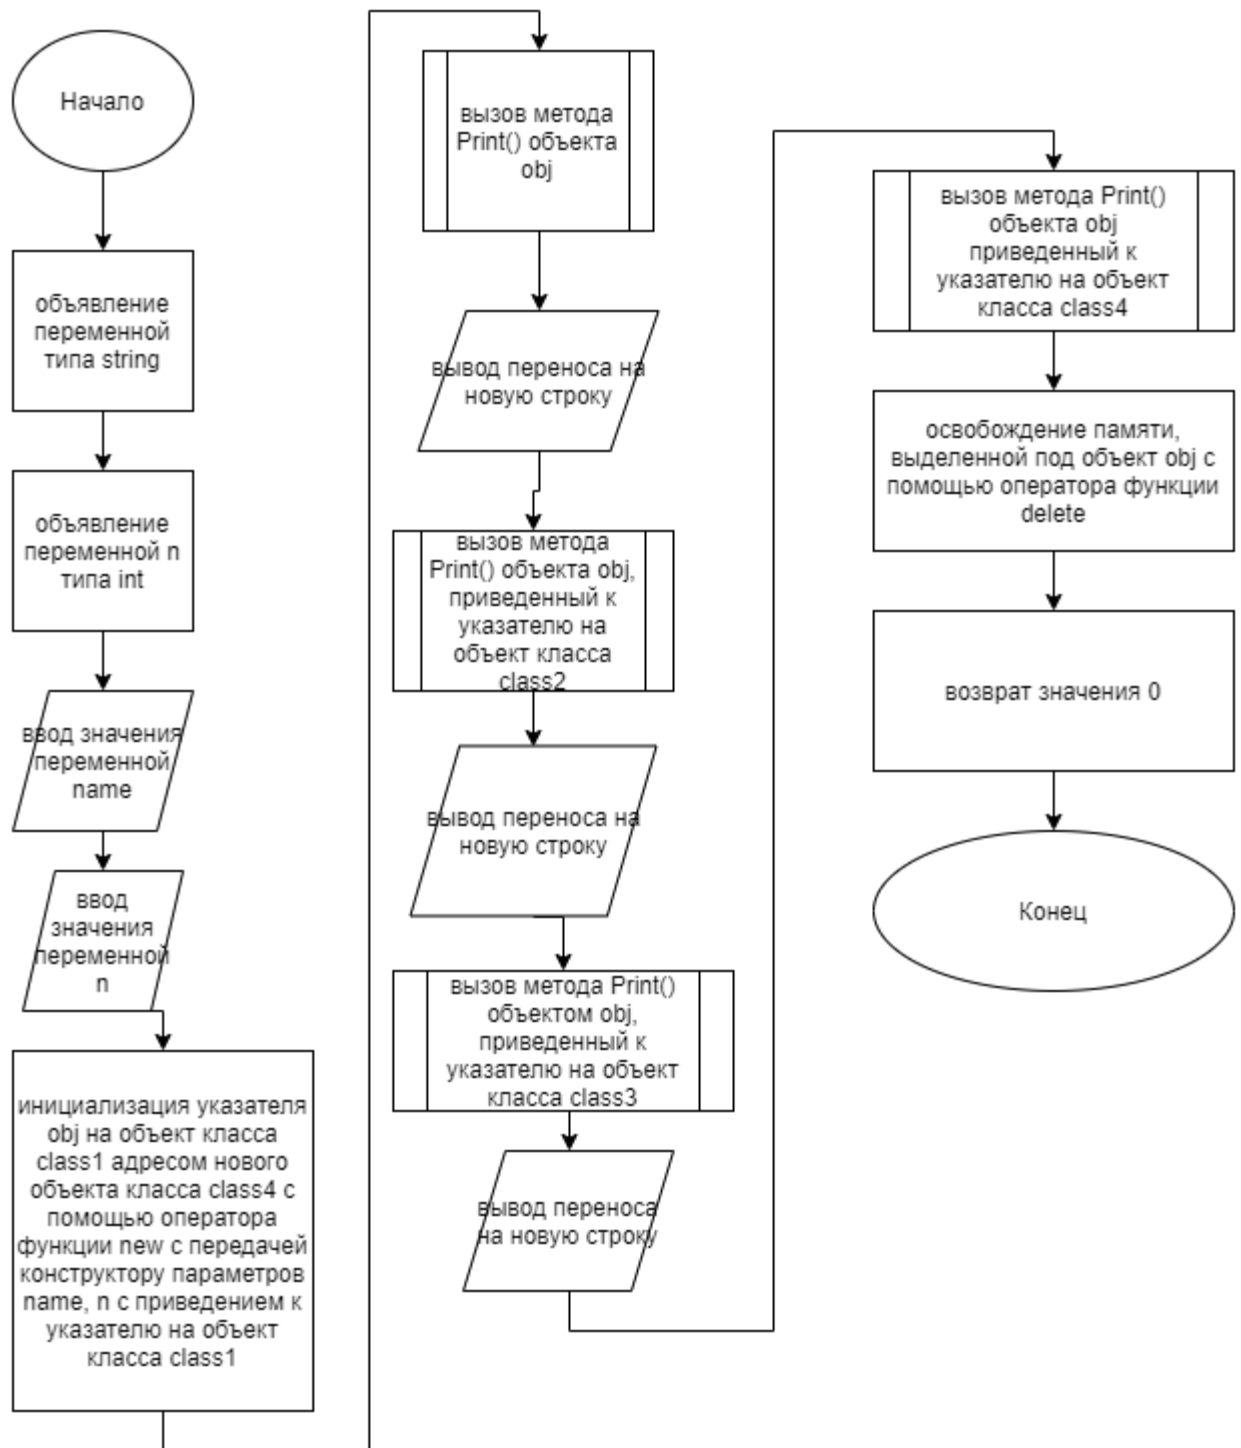 Начало
объявление
переменной
типа string
объявление
переменной n
типа int
ввод значения
переменной
name
ввод
значения
переменной
n
инициализация указателя
obj на объект класса
class1 адресом нового
объекта класса class4 с
помощью оператора
функции new с передачей
конструктору параметров
name, n с приведением к
указателю на объект
класса class1
вызов метода
Print() объекта
obj
вывод переноса на
новую строку
вызов метода
Print() объекта obj,
приведенный к
указателю на
объект класса
class2
вывод переноса на
новую строку
вызов метода Print()
объектом obj,
приведенный к
указателю на объект
класса class3
вывод переноса
на новую строку
вызов метода Print()
объекта obj
приведенный к
указателю на объект
класса class4
освобождение памяти,
выделенной под объект obj с
помощью оператора функции
delete
возврат значения 0
Конец